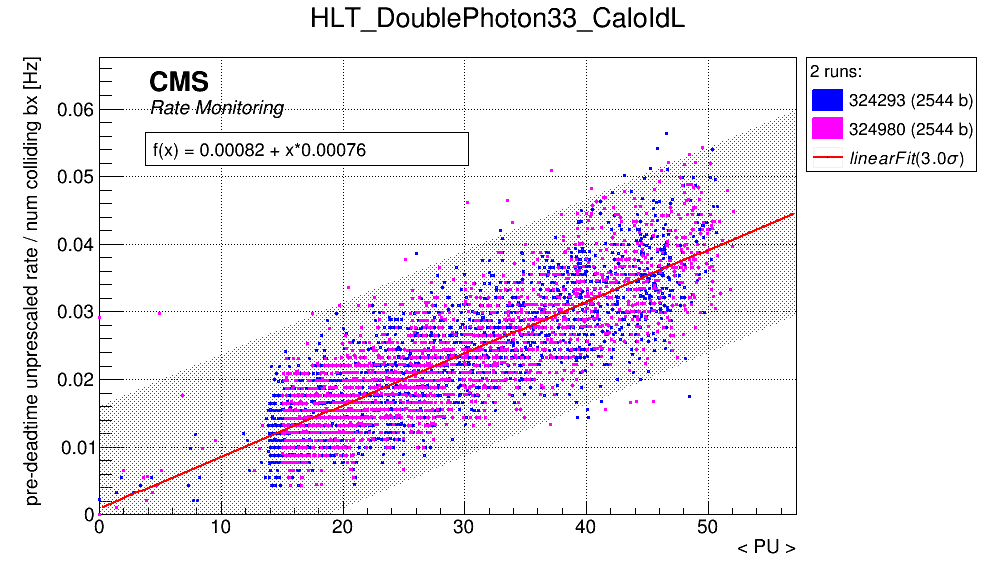 HLT_DoublePhoton33_CaloIdL
pre-deadtime unprescaled rate / num colliding bx [Hz]
CMS
Rate Monitoring
f(x) = 0.00082 + x*0.00076
0.06
0.05
0.04
0.03
0.02
0.01
0
0 10 20 30 40 50
< PU >
2 runs:
324293 (2544 b)
324980 (2544 b)
linearFit(3.0σ)